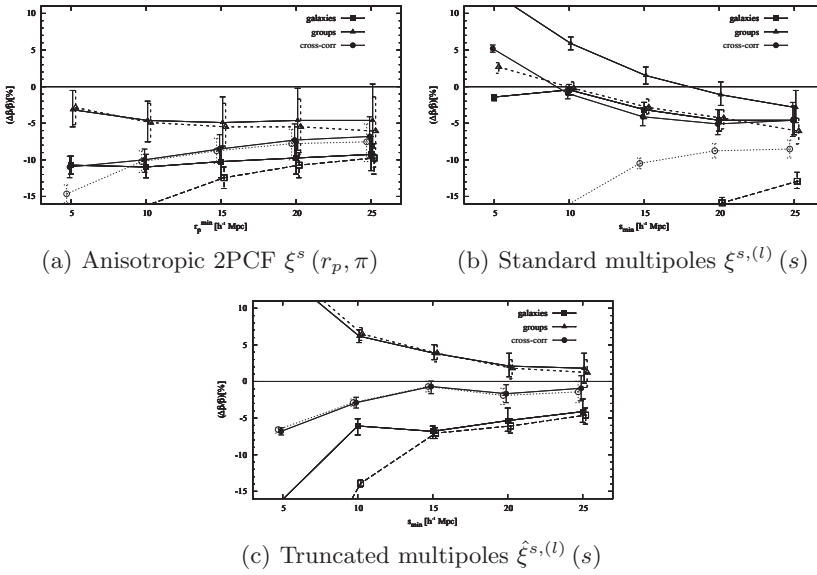 10
5
0
-5
-10
-15
(Δβ/β)[%]
galaxies
groups
cross-corr
5 10 15 20 25
r_p^min [h⁻¹ Mpc]
(a) Anisotropic 2PCF ξ^s (r_p, π)
10
5
0
-5
-10
-15
(Δβ/β)[%]
galaxies
groups
cross-corr
5 10 15 20 25
s_min [h⁻¹ Mpc]
(b) Standard multipoles ξ^{s,(l)} (s)
10
5
0
-5
-10
-15
(Δβ/β)[%]
galaxies
groups
cross-corr
5 10 15 20 25
s_min [h⁻¹ Mpc]
(c) Truncated multipoles ξ̂^{s,(l)} (s)